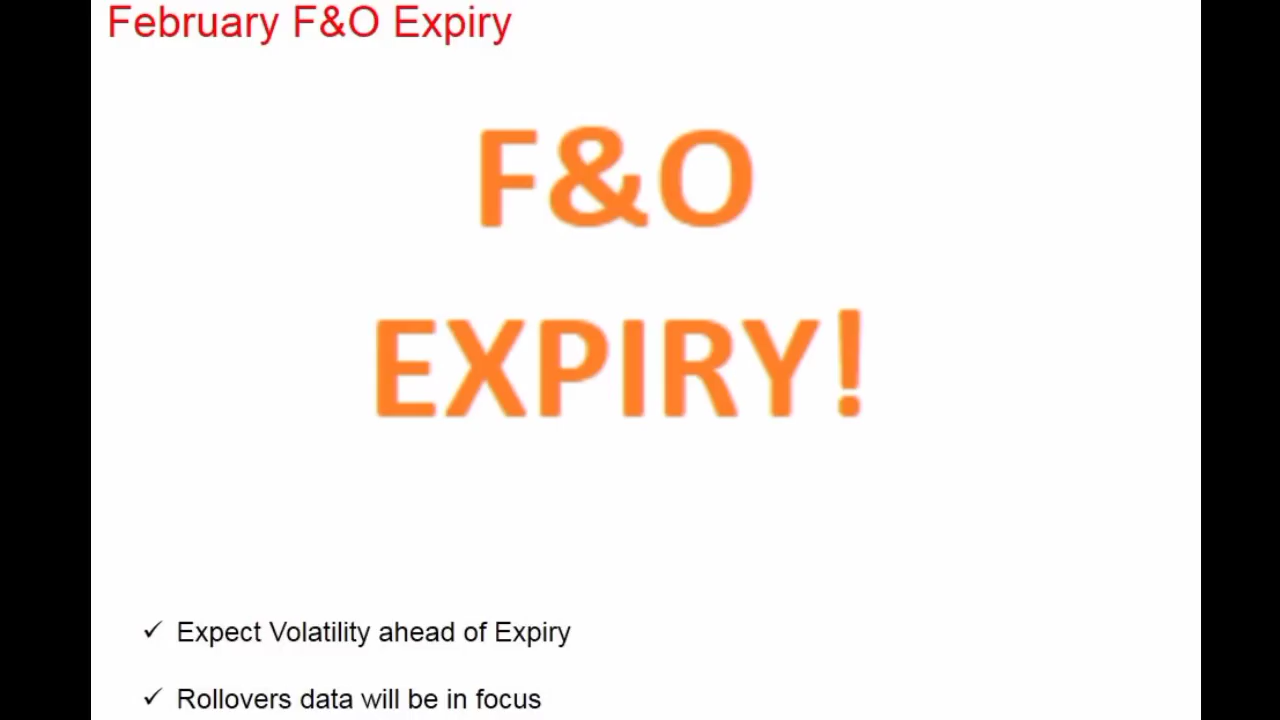 February F&O Expiry
F&O
EXPIRY!
✓ Expect Volatility ahead of Expiry
✓ Rollovers data will be in focus